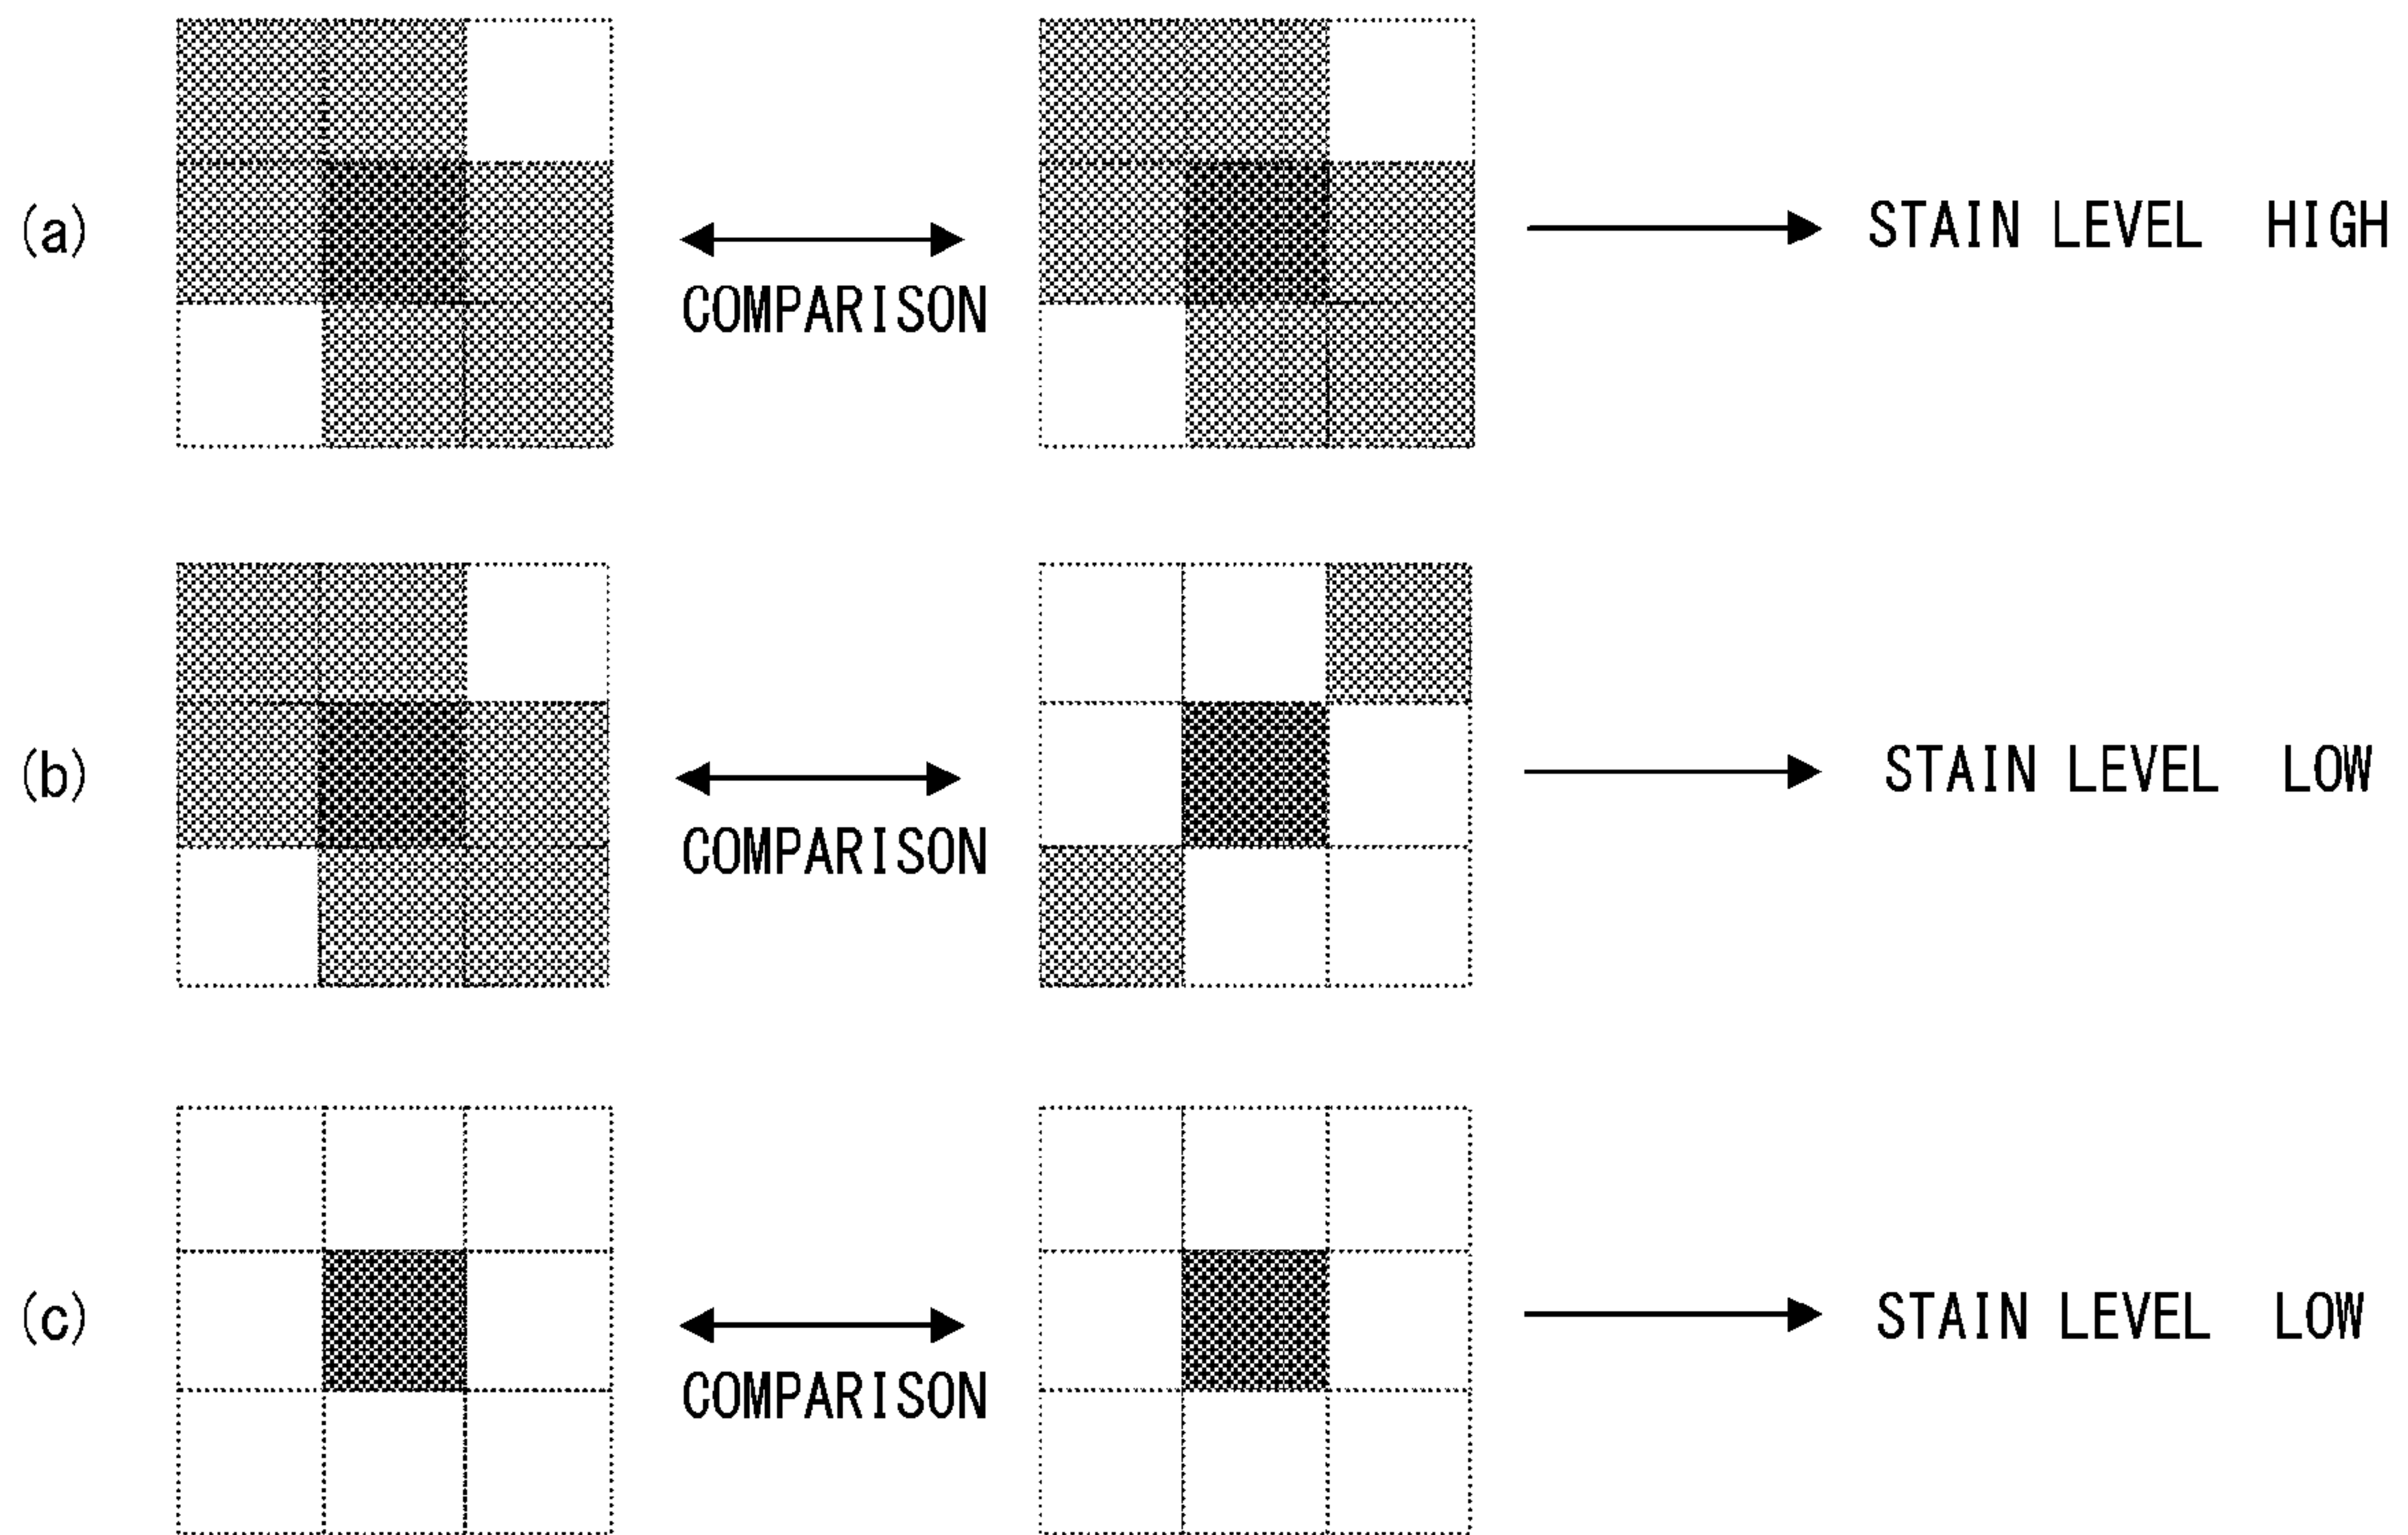 (a)
COMPARISON
STAIN LEVEL HIGH
(b)
COMPARISON
STAIN LEVEL LOW
(c)
COMPARISON
STAIN LEVEL LOW